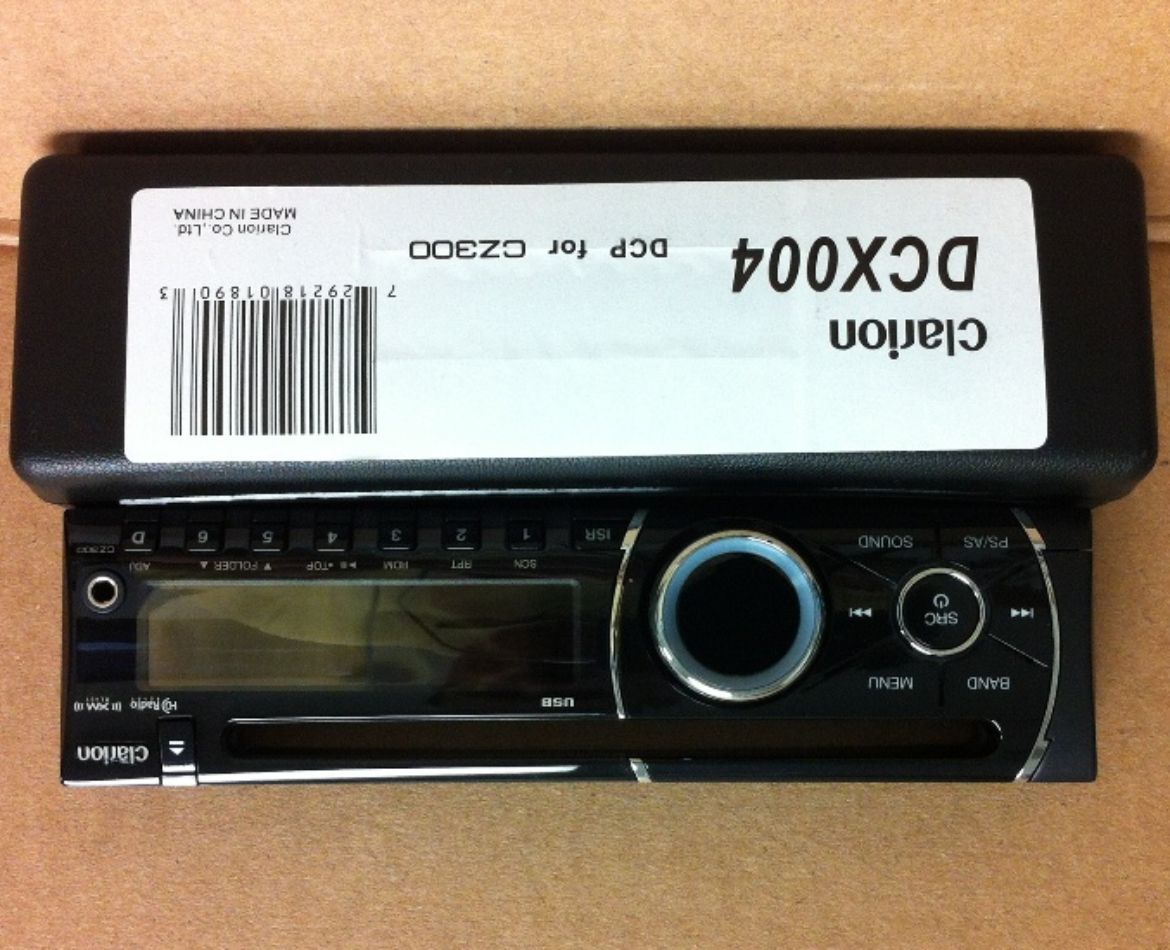 Clarion
USB
HD Radio
BAND MENU
SRC
PS/AS SOUND
SCN RPT RDM TOP FOLDER ADJ
ISR 1 2 3 4 5 6 D
CZ300
Clarion
DCX004
DCP for CZ300
7 29218 01890 3
Clarion Co., Ltd.
MADE IN CHINA